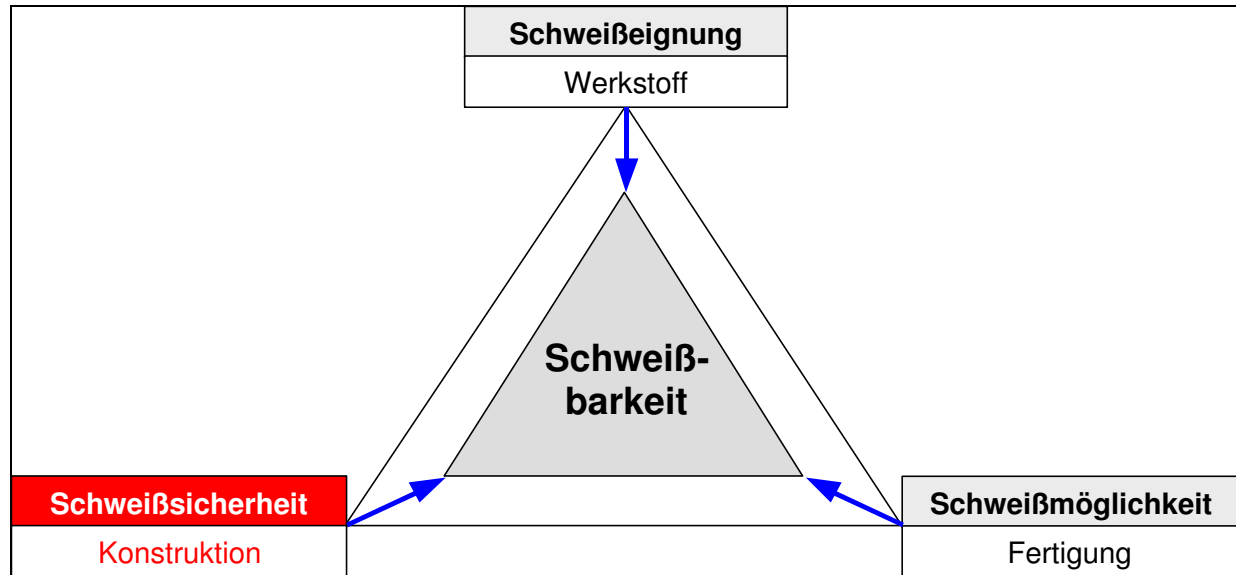 Schweißeignung
Werkstoff
Schweiß-
barkeit
Schweißsicherheit
Konstruktion
Schweißmöglichkeit
Fertigung